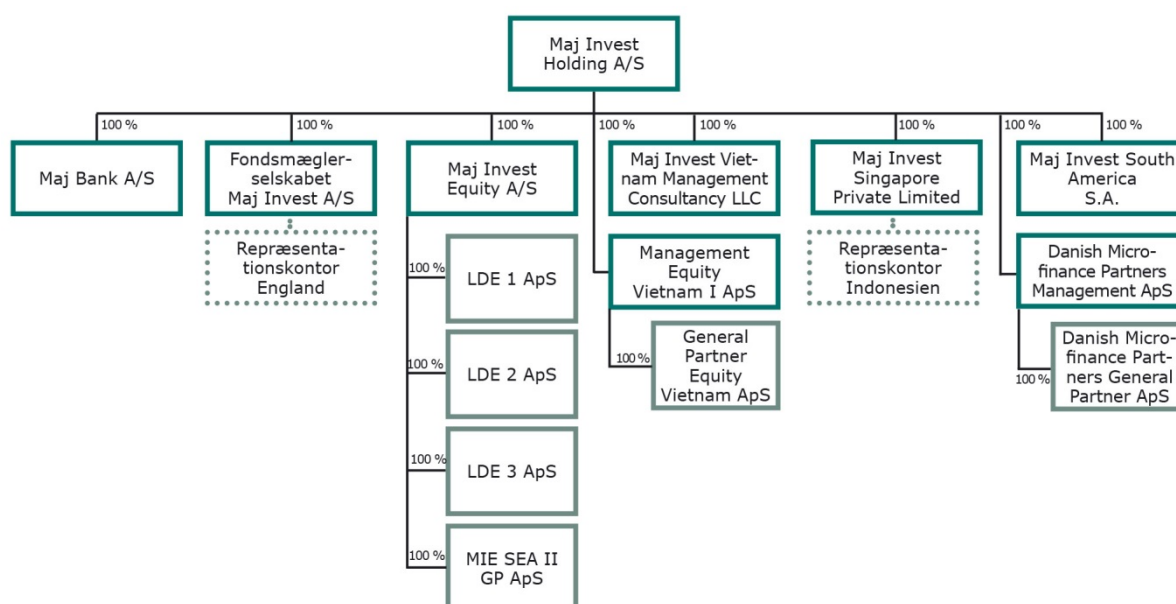 Maj Invest
Holding A/S
100 %
100 %
100 %
100 %
100 %
100 %
100 %
100 %
Maj Bank A/S
Fondsmægler-
selskabet
Maj Invest A/S
Maj Invest
Equity A/S
Maj Invest Viet-
nam Management
Consultancy LLC
Maj Invest
Singapore
Private Limited
Maj Invest South
America
S.A.
Repræsenta-
tionskontor
England
100 %
LDE 1 ApS
Management
Equity
Vietnam I ApS
Repræsenta-
tionskontor
Indonesien
Danish Micro-
finance Partners
Management ApS
100 %
LDE 2 ApS
100 %
General
Partner
Equity
Vietnam ApS
100 %
Danish Micro-
finance Part-
ners General
Partner ApS
100 %
LDE 3 ApS
100 %
MIE SEA II
GP ApS